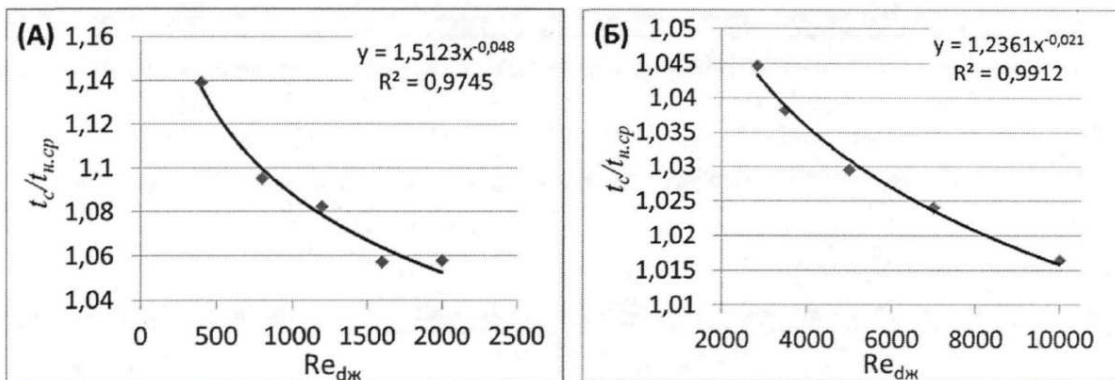 (А)
1,16
1,14
1,12
1,1
1,08
1,06
1,04
y = 1,5123x^-0,048
R² = 0,9745
t_c/t_н.ср
0 500 1000 1500 2000 2500
Re_dж
(Б)
1,05
1,045
1,04
1,035
1,03
1,025
1,02
1,015
1,01
y = 1,2361x^-0,021
R² = 0,9912
t_c/t_н.ср
2000 4000 6000 8000 10000
Re_dж